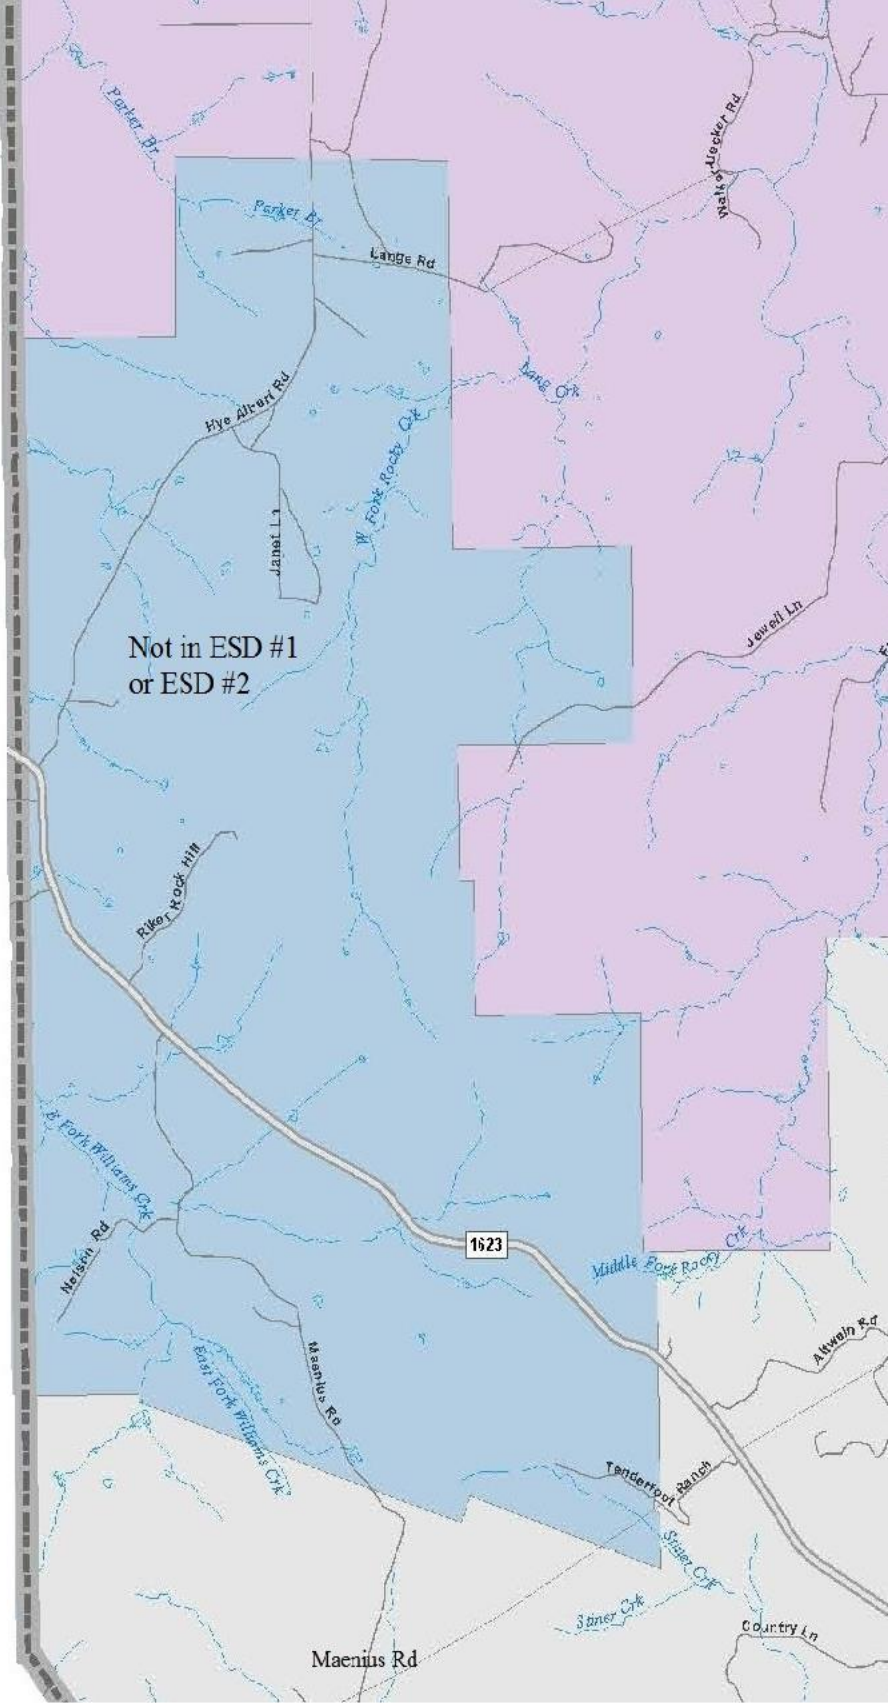 Walker Uecker Rd
Parker Br
Parker Br
Lange Rd
Lang Crk
Hye Albert Rd
W Fork Rocky Crk
Janet Ln
Jewell Ln
Not in ESD #1
or ESD #2
Riker Rock Hill
E Fork Williams Crk
Nelson Rd
1623
Middle Fork Rocky Crk
Altwein Rd
Maenius Rd
East Fork Williams Crk
Tenderfoot Ranch
Stiner Crk
Stiner Crk
Country Ln
Maenius Rd